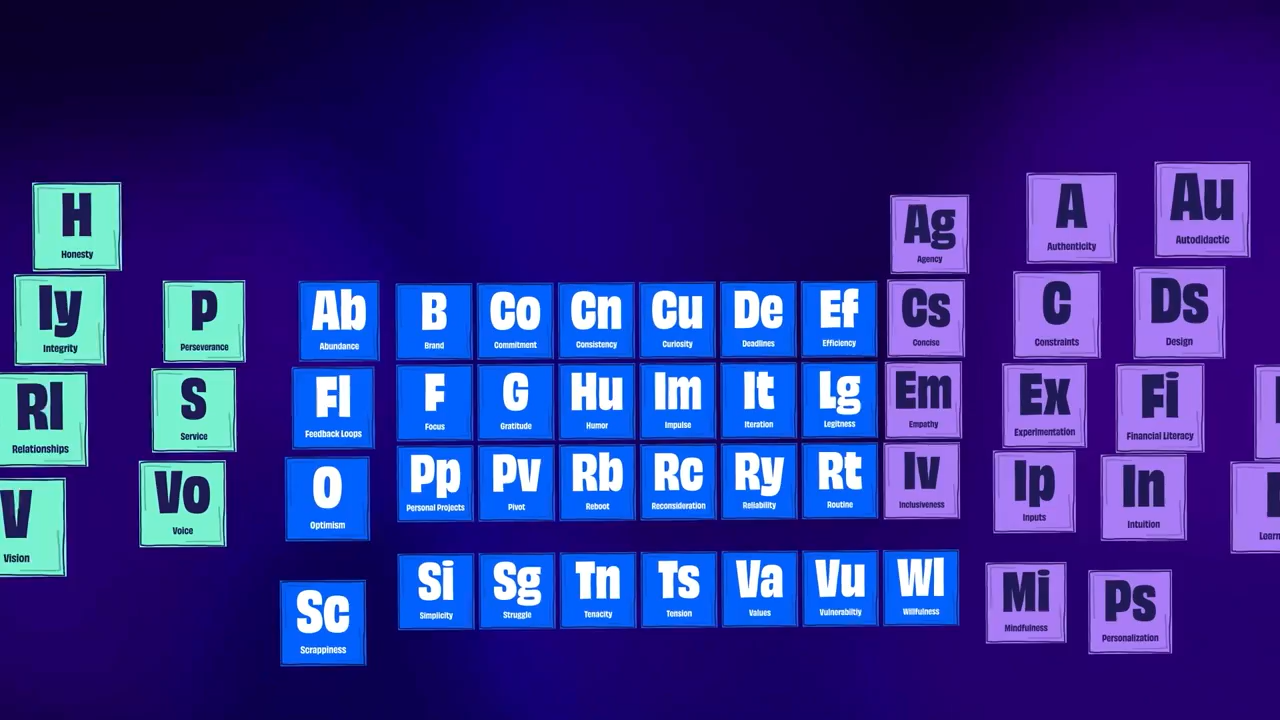 H
Honesty
Iy
Integrity
Rl
Relationships
V
Vision
P
Perseverance
S
Service
Vo
Voice
Ab
Abundance
Fl
Feedback Loops
O
Optimism
Sc
Scrappiness
B
Brand
Co
Commitment
Cn
Consistency
Cu
Curiosity
De
Deadlines
Ef
Efficiency
F
Focus
G
Gratitude
Hu
Humor
Im
Impulse
It
Iteration
Lg
Legitness
Pp
Personal Projects
Pv
Pivot
Rb
Reboot
Rc
Reconsideration
Ry
Reliability
Rt
Routine
Si
Simplicity
Sg
Struggle
Tn
Tenacity
Ts
Tension
Va
Values
Vu
Vulnerability
Wl
Willfulness
Ag
Agency
Cs
Concise
Em
Empathy
Iv
Inclusiveness
A
Authenticity
C
Constraints
Ex
Experimentation
Ip
Inputs
Mi
Mindfulness
Au
Autodidactic
Ds
Design
Fi
Financial Literacy
In
Intuition
Ps
Personalization
Learn